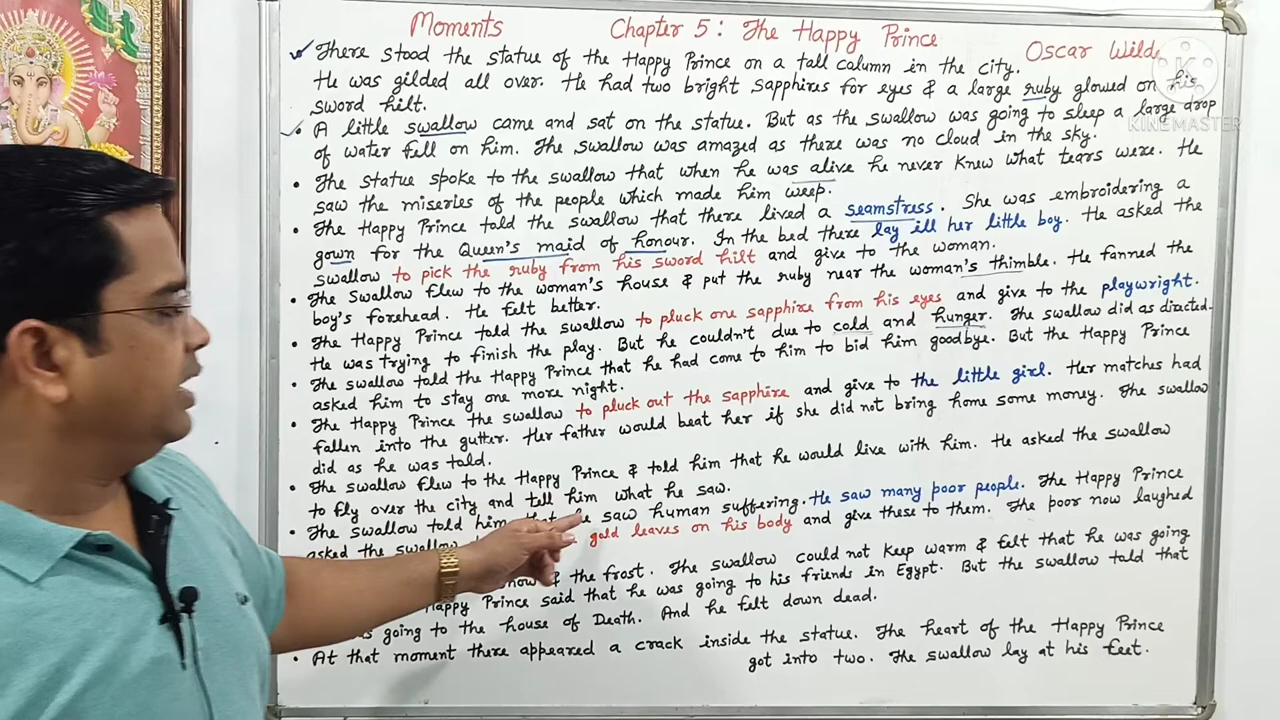 Moments Chapter 5: The Happy Prince
Oscar Wilde
• There stood the statue of the Happy Prince on a tall column in the city.
He was gilded all over. He had two bright sapphires for eyes & a large ruby glowed on his
sword hilt.
• A little swallow came and sat on the statue. But as the swallow was going to sleep a large drop
of water fell on him. The swallow was amazed as there was no cloud in the sky.
• The statue spoke to the swallow that when he was alive he never knew what tears were. He
saw the miseries of the people which made him weep.
• The Happy Prince told the swallow that there lived a seamstress. She was embroidering a
gown for the Queen's maid of honour. In the bed there lay ill her little boy. He asked the
swallow to pick the ruby from his sword hilt and give to the woman.
• The Swallow flew to the woman's house & put the ruby near the woman's thimble. He fanned the
boy's forehead. He felt better.
• The Happy Prince told the swallow to pluck one sapphire from his eyes and give to the playwright.
He was trying to finish the play. But he couldn't due to cold and hunger. The swallow did as directed.
• The swallow told the Happy Prince that he had come to him to bid him goodbye. But the Happy Prince
asked him to stay one more night.
• The Happy Prince the swallow to pluck out the sapphire and give to the little girl. Her matches had
fallen into the gutter. Her father would beat her if she did not bring home some money. The swallow
did as he was told.
• The swallow flew to the Happy Prince & told him that he would live with him. He asked the swallow
to fly over the city and tell him what he saw.
• The swallow told him that he saw human suffering. He saw many poor people. The Happy Prince
asked the swallow gold leaves on his body and give these to them. The poor now laughed
& the frost. The swallow could not keep warm & felt that he was going
Happy Prince said that he was going to his friends in Egypt. But the swallow told that
going to the house of Death. And he felt down dead.
• At that moment there appeared a crack inside the statue. The heart of the Happy Prince
got into two. The swallow lay at his feet.
KINEMASTER